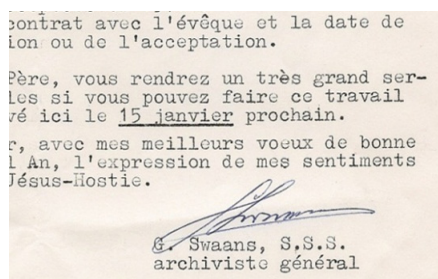 contrat avec l'évêque et la date de
ion ou de l'acceptation.
Père, vous rendrez un très grand ser-
les si vous pouvez faire ce travail
vé ici le 15 janvier prochain.
r, avec mes meilleurs voeux de bonne
l An, l'expression de mes sentiments
Jésus-Hostie.
G. Swaans, S.S.S.
archiviste général